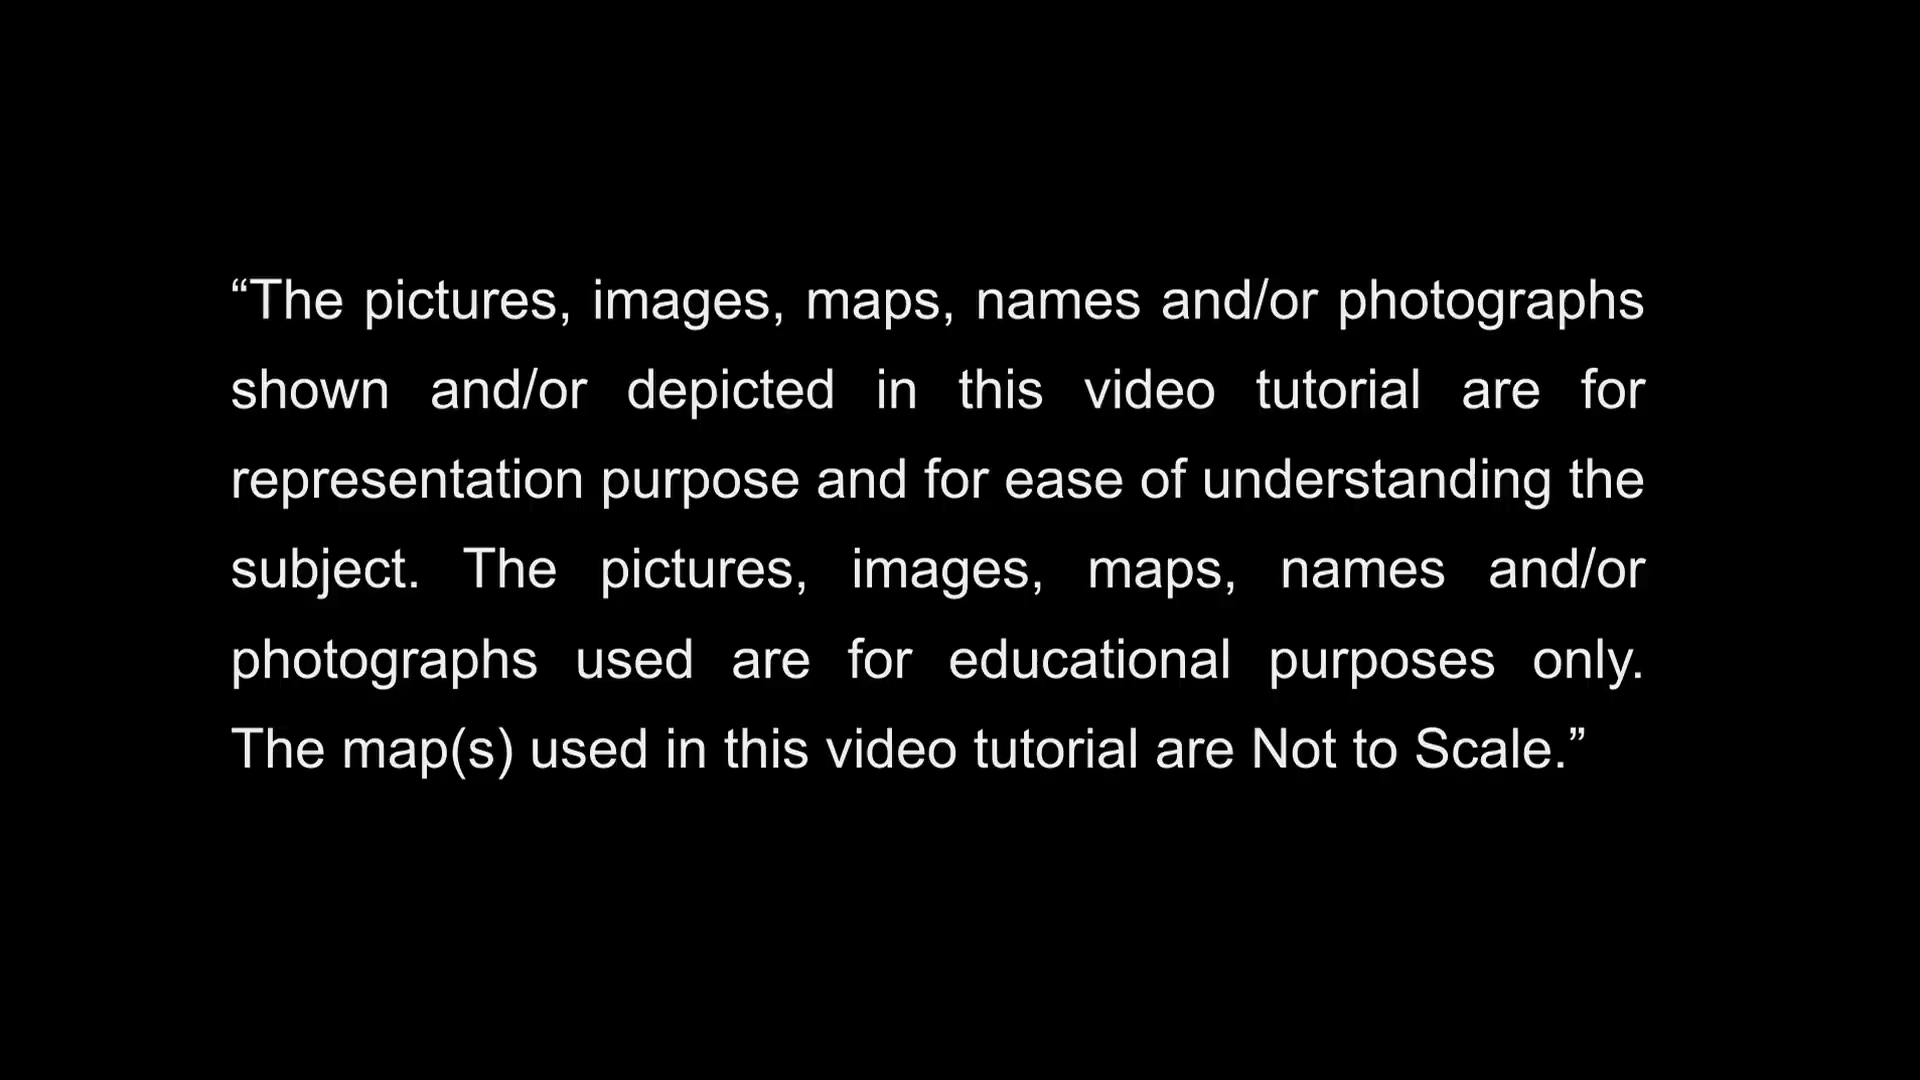 “The pictures, images, maps, names and/or photographs
shown and/or depicted in this video tutorial are for
representation purpose and for ease of understanding the
subject. The pictures, images, maps, names and/or
photographs used are for educational purposes only.
The map(s) used in this video tutorial are Not to Scale.”